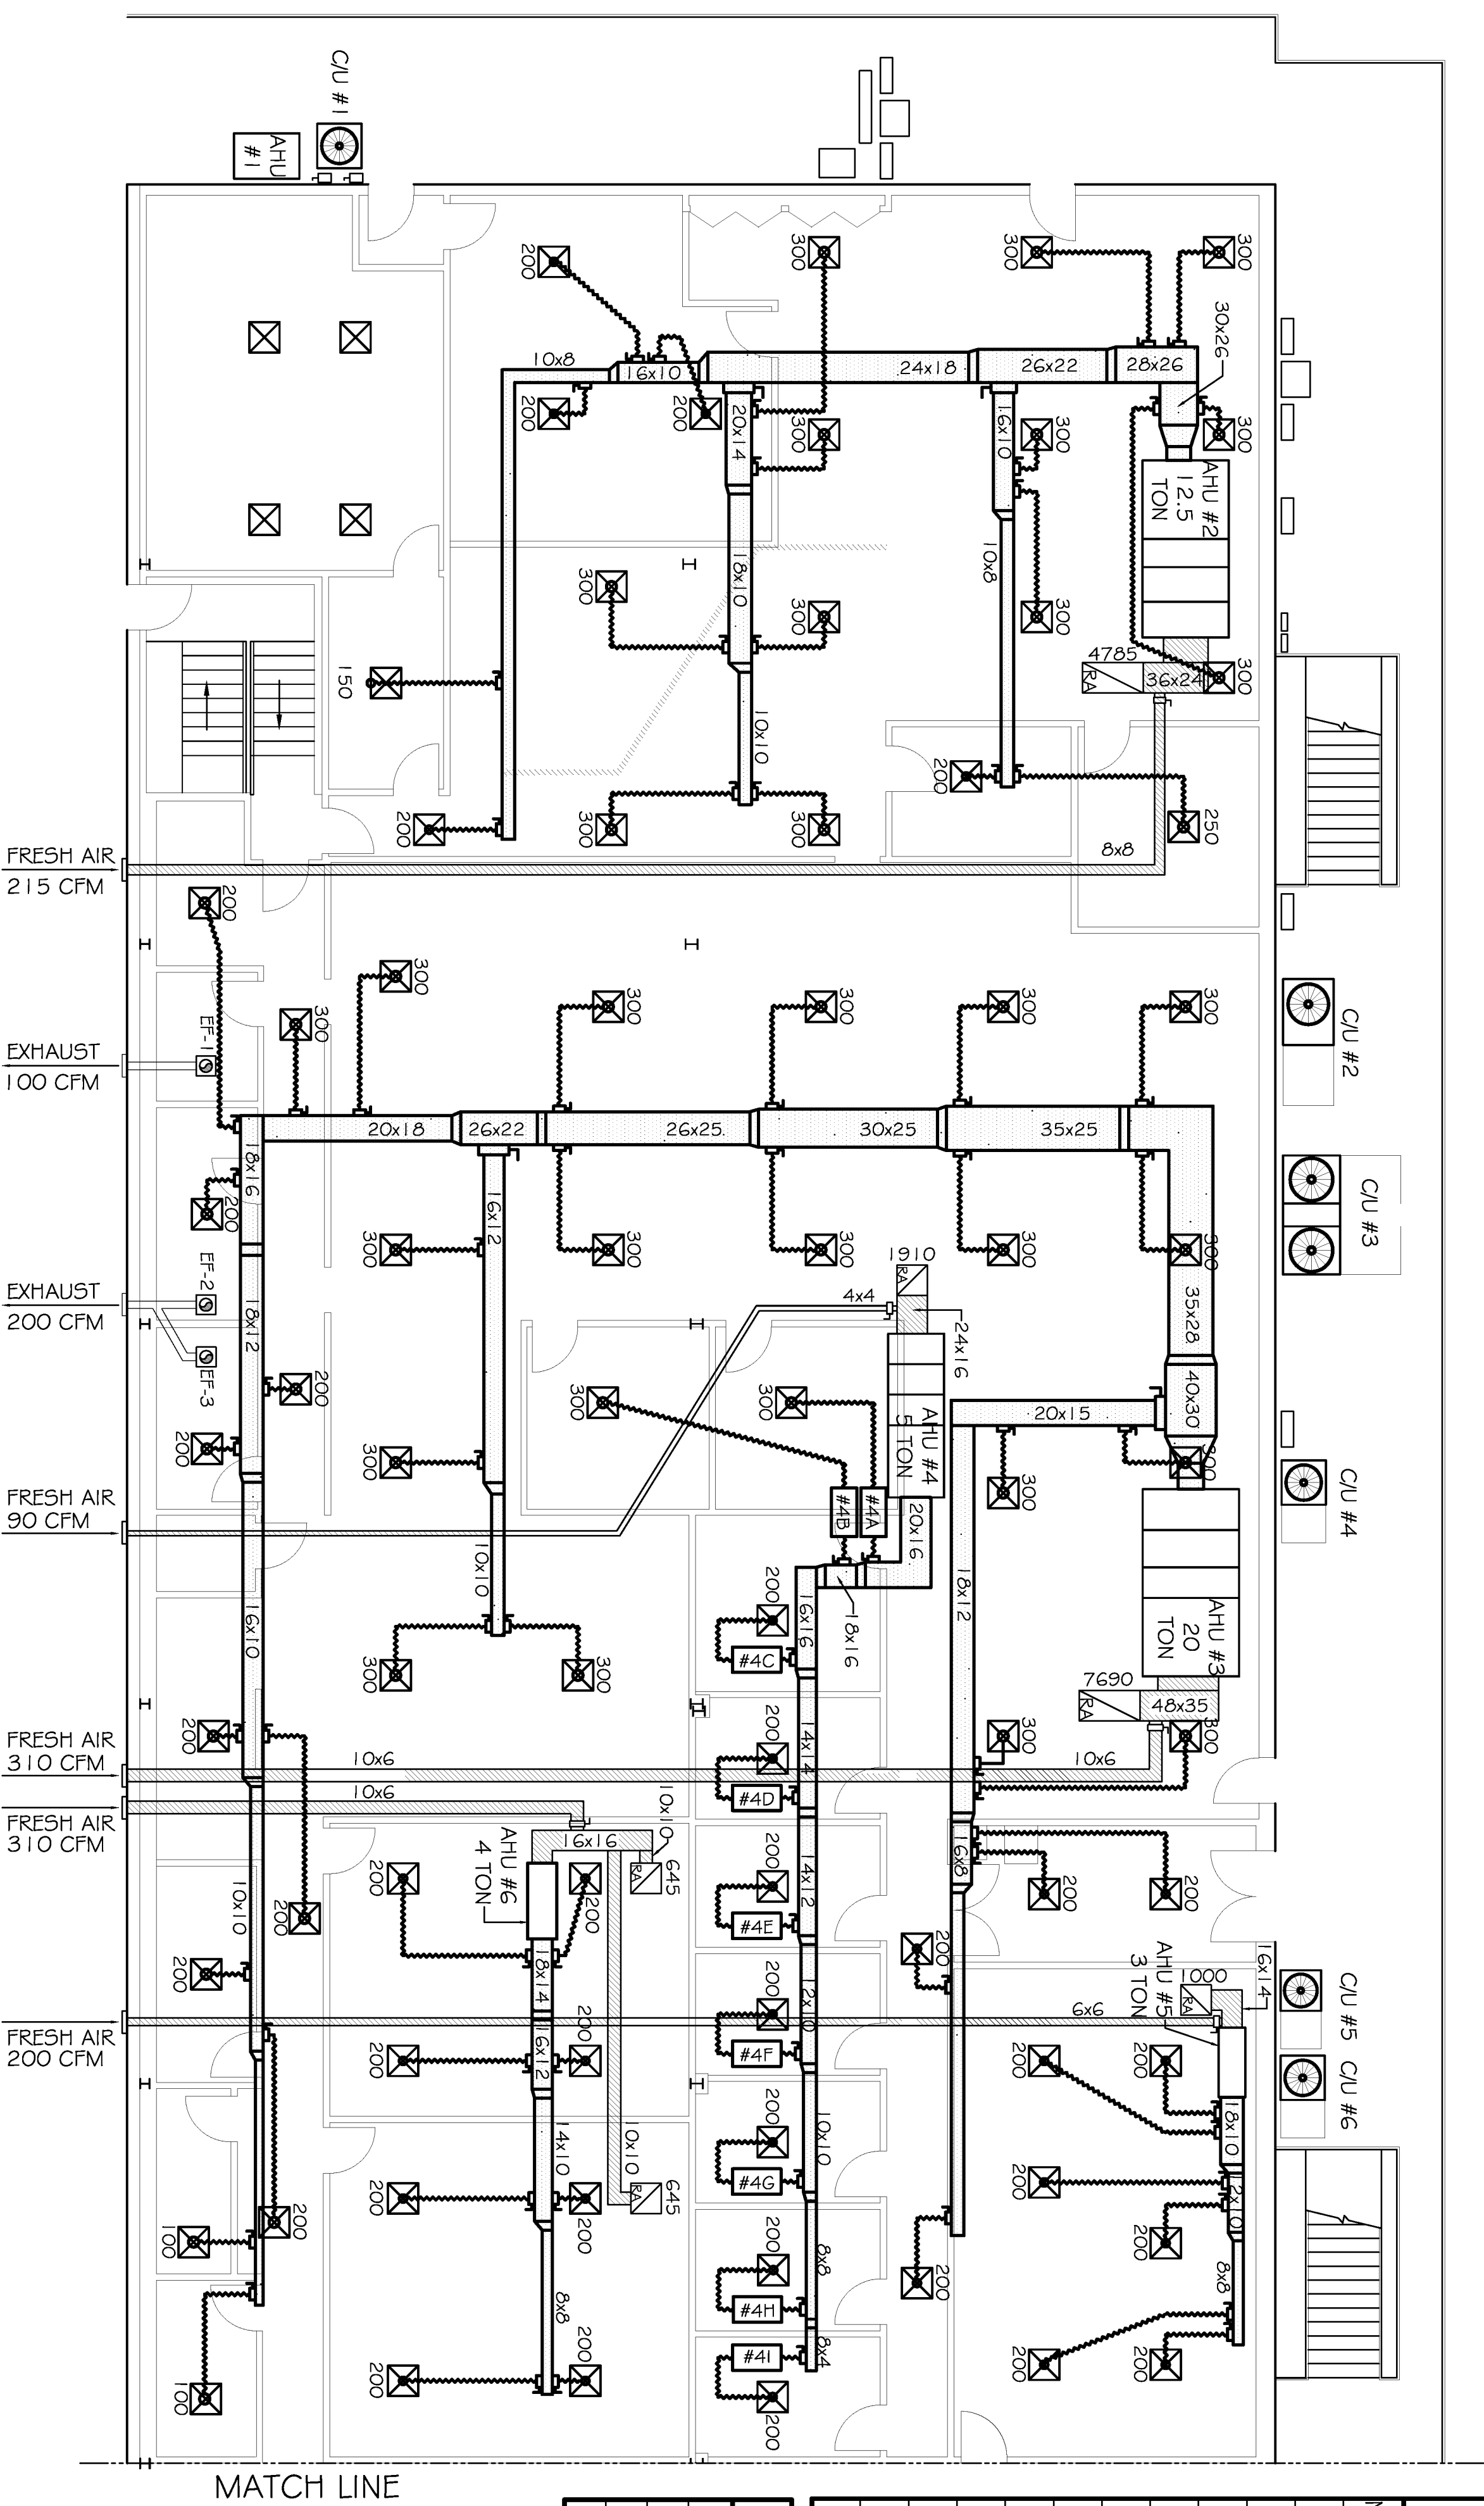 C/U #1
AHU
#1
300
300
300
200
30x26
10x8
16x10
24x18
26x22
28x26
200
200
20x14
300
16x10
300
300
AHU #2
12.5
TON
18x10
10x8
300
300
300
4785
RA
36x24
300
150
10x10
200
250
200
300
300
8x8
FRESH AIR
215 CFM
200
300
300
300
300
300
300
C/U #2
EF-1
EXHAUST
100 CFM
20x18
26x22
26x25
30x25
35x25
18x16
200
16x12
C/U #3
300
300
300
300
300
1910
RA
EF-2
EXHAUST
200 CFM
4x4
24x16
35x28
18x12
EF-3
200
300
300
AHU #4
5 TON
20x15
40x30
200
300
300
300
C/U #4
FRESH AIR
90 CFM
#4B
#4A
20x16
10x10
18x12
200
16x10
16x16
18x16
#4C
AHU #3
20
TON
300
300
7690
RA
48x35
200
300
300
FRESH AIR
310 CFM
10x6
14x14
200
10x6
10x6
#4D
FRESH AIR
310 CFM
10x10
16x16
AHU #6
4 TON
RA
645
16x8
10x10
200
200
200
200
14x12
#4E
200
200
200
200
18x14
200
12x10
AHU #5
3 TON
1000
RA
16x14
C/U #5
FRESH AIR
200 CFM
6x6
200
200
16x12
#4F
200
200
C/U #6
14x10
10x10
200
10x10
18x10
200
200
RA
645
#4G
200
12x10
200
100
200
200
8x8
#4H
200
8x8
8x8
200
200
#4I
8x4
200
200
200
100
MATCH LINE